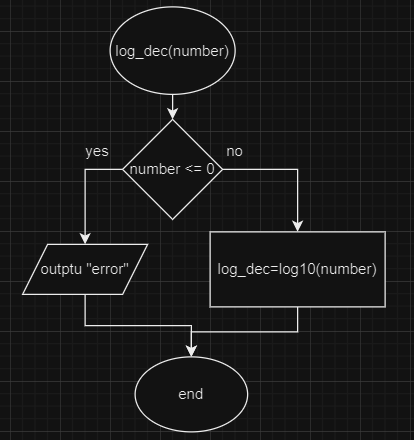 log_dec(number)
yes
no
number <= 0
outptu "error"
log_dec=log10(number)
end